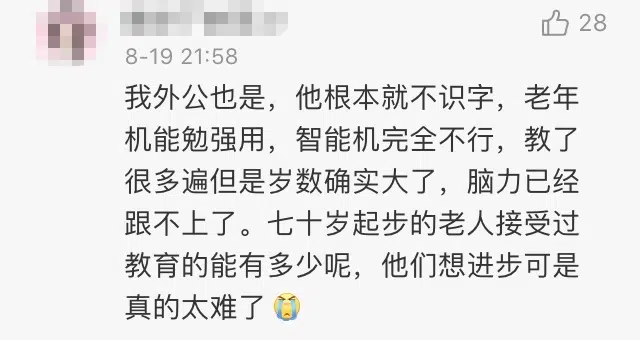 28
8-19 21:58
我外公也是，他根本就不识字，老年
机能勉强用，智能机完全不行，教了
很多遍但是岁数确实大了，脑力已经
跟不上了。七十岁起步的老人接受过
教育的能有多少呢，他们想进步可是
真的太难了😭